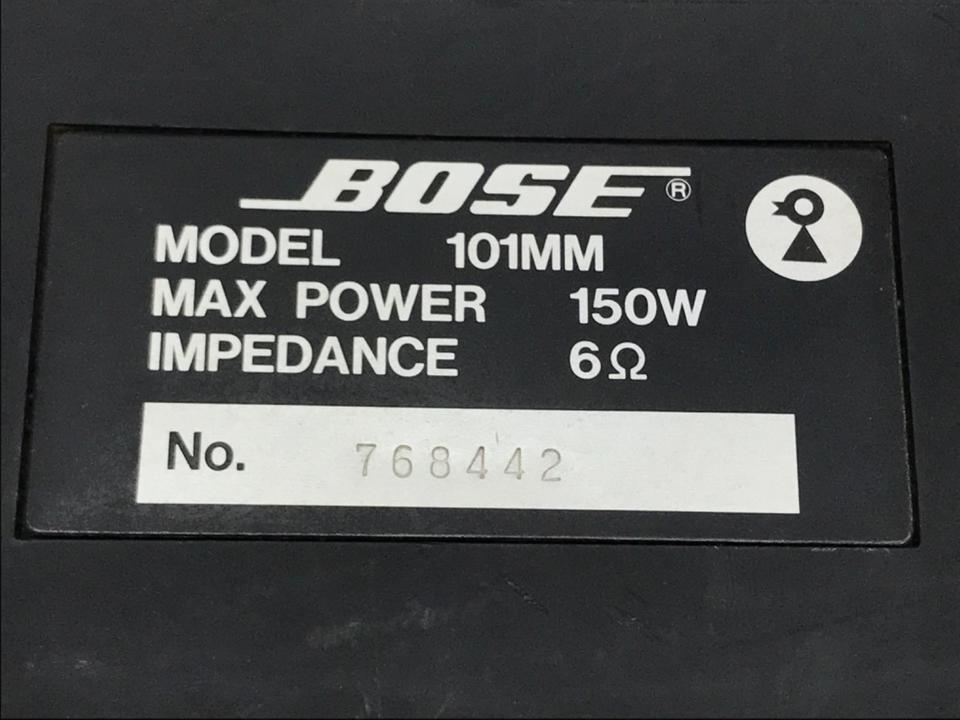 BOSE®
MODEL 101MM
MAX POWER 150W
IMPEDANCE 6Ω
No. 768442